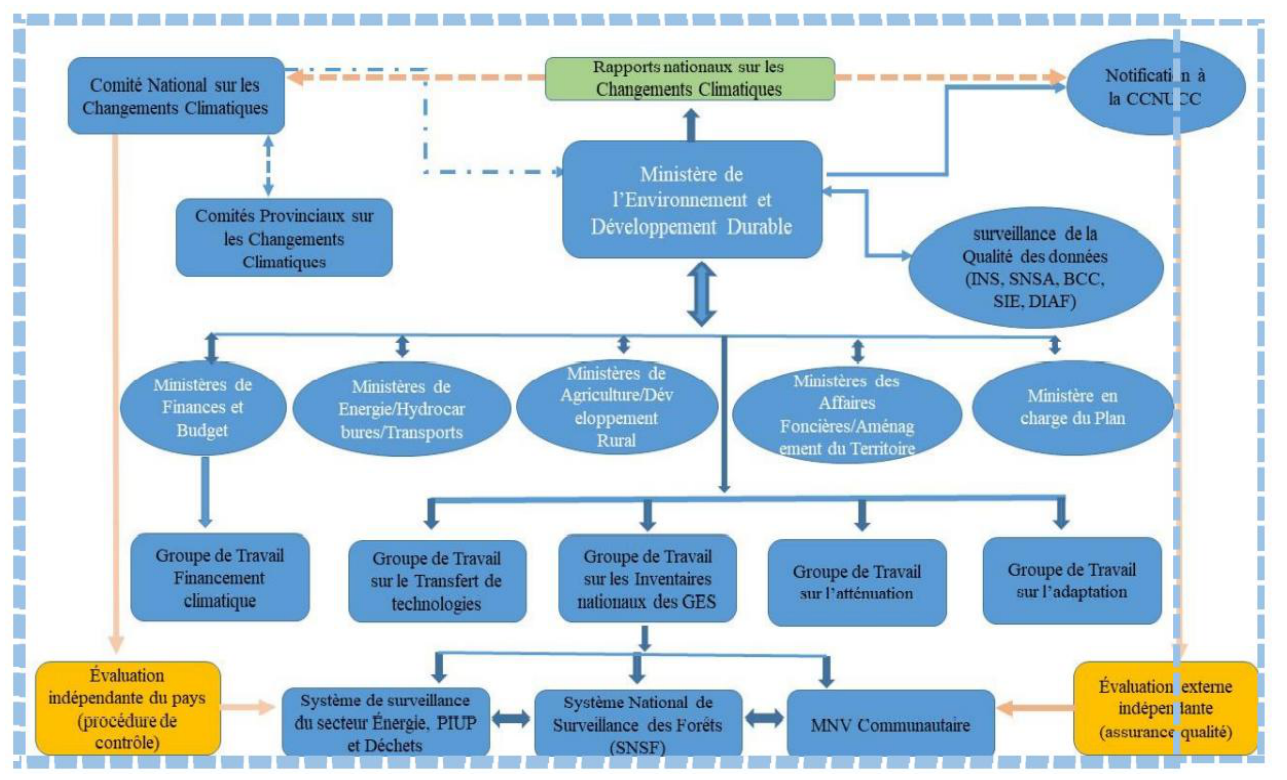 Rapports nationaux sur les
Changements Climatiques
Comité National sur les
Changements Climatiques
Notification à
la CCNUCC
Ministère de
l'Environnement et
Développement Durable
Comités Provinciaux sur
les Changements
Climatiques
surveillance de la
Qualité des données
(INS, SNSA, BCC,
SIE, DIAF)
Ministères de
Finances et
Budget
Ministères de
Energie/Hydrocar
bures/Transports
Ministères de
Agriculture/Dév
eloppement
Rural
Ministères des
Affaires
Foncières/Aménag
ement du Territoire
Ministère en
charge du Plan
Groupe de Travail
Financement
climatique
Groupe de Travail
sur le Transfert de
technologies
Groupe de Travail
sur les Inventaires
nationaux des GES
Groupe de Travail
sur l'atténuation
Groupe de Travail
sur l'adaptation
Évaluation
indépendante du pays
(procédure de
contrôle)
Système de surveillance
du secteur Énergie, PIUP
et Déchets
Système National de
Surveillance des Forêts
(SNSF)
MNV Communautaire
Évaluation externe
indépendante
(assurance qualité)